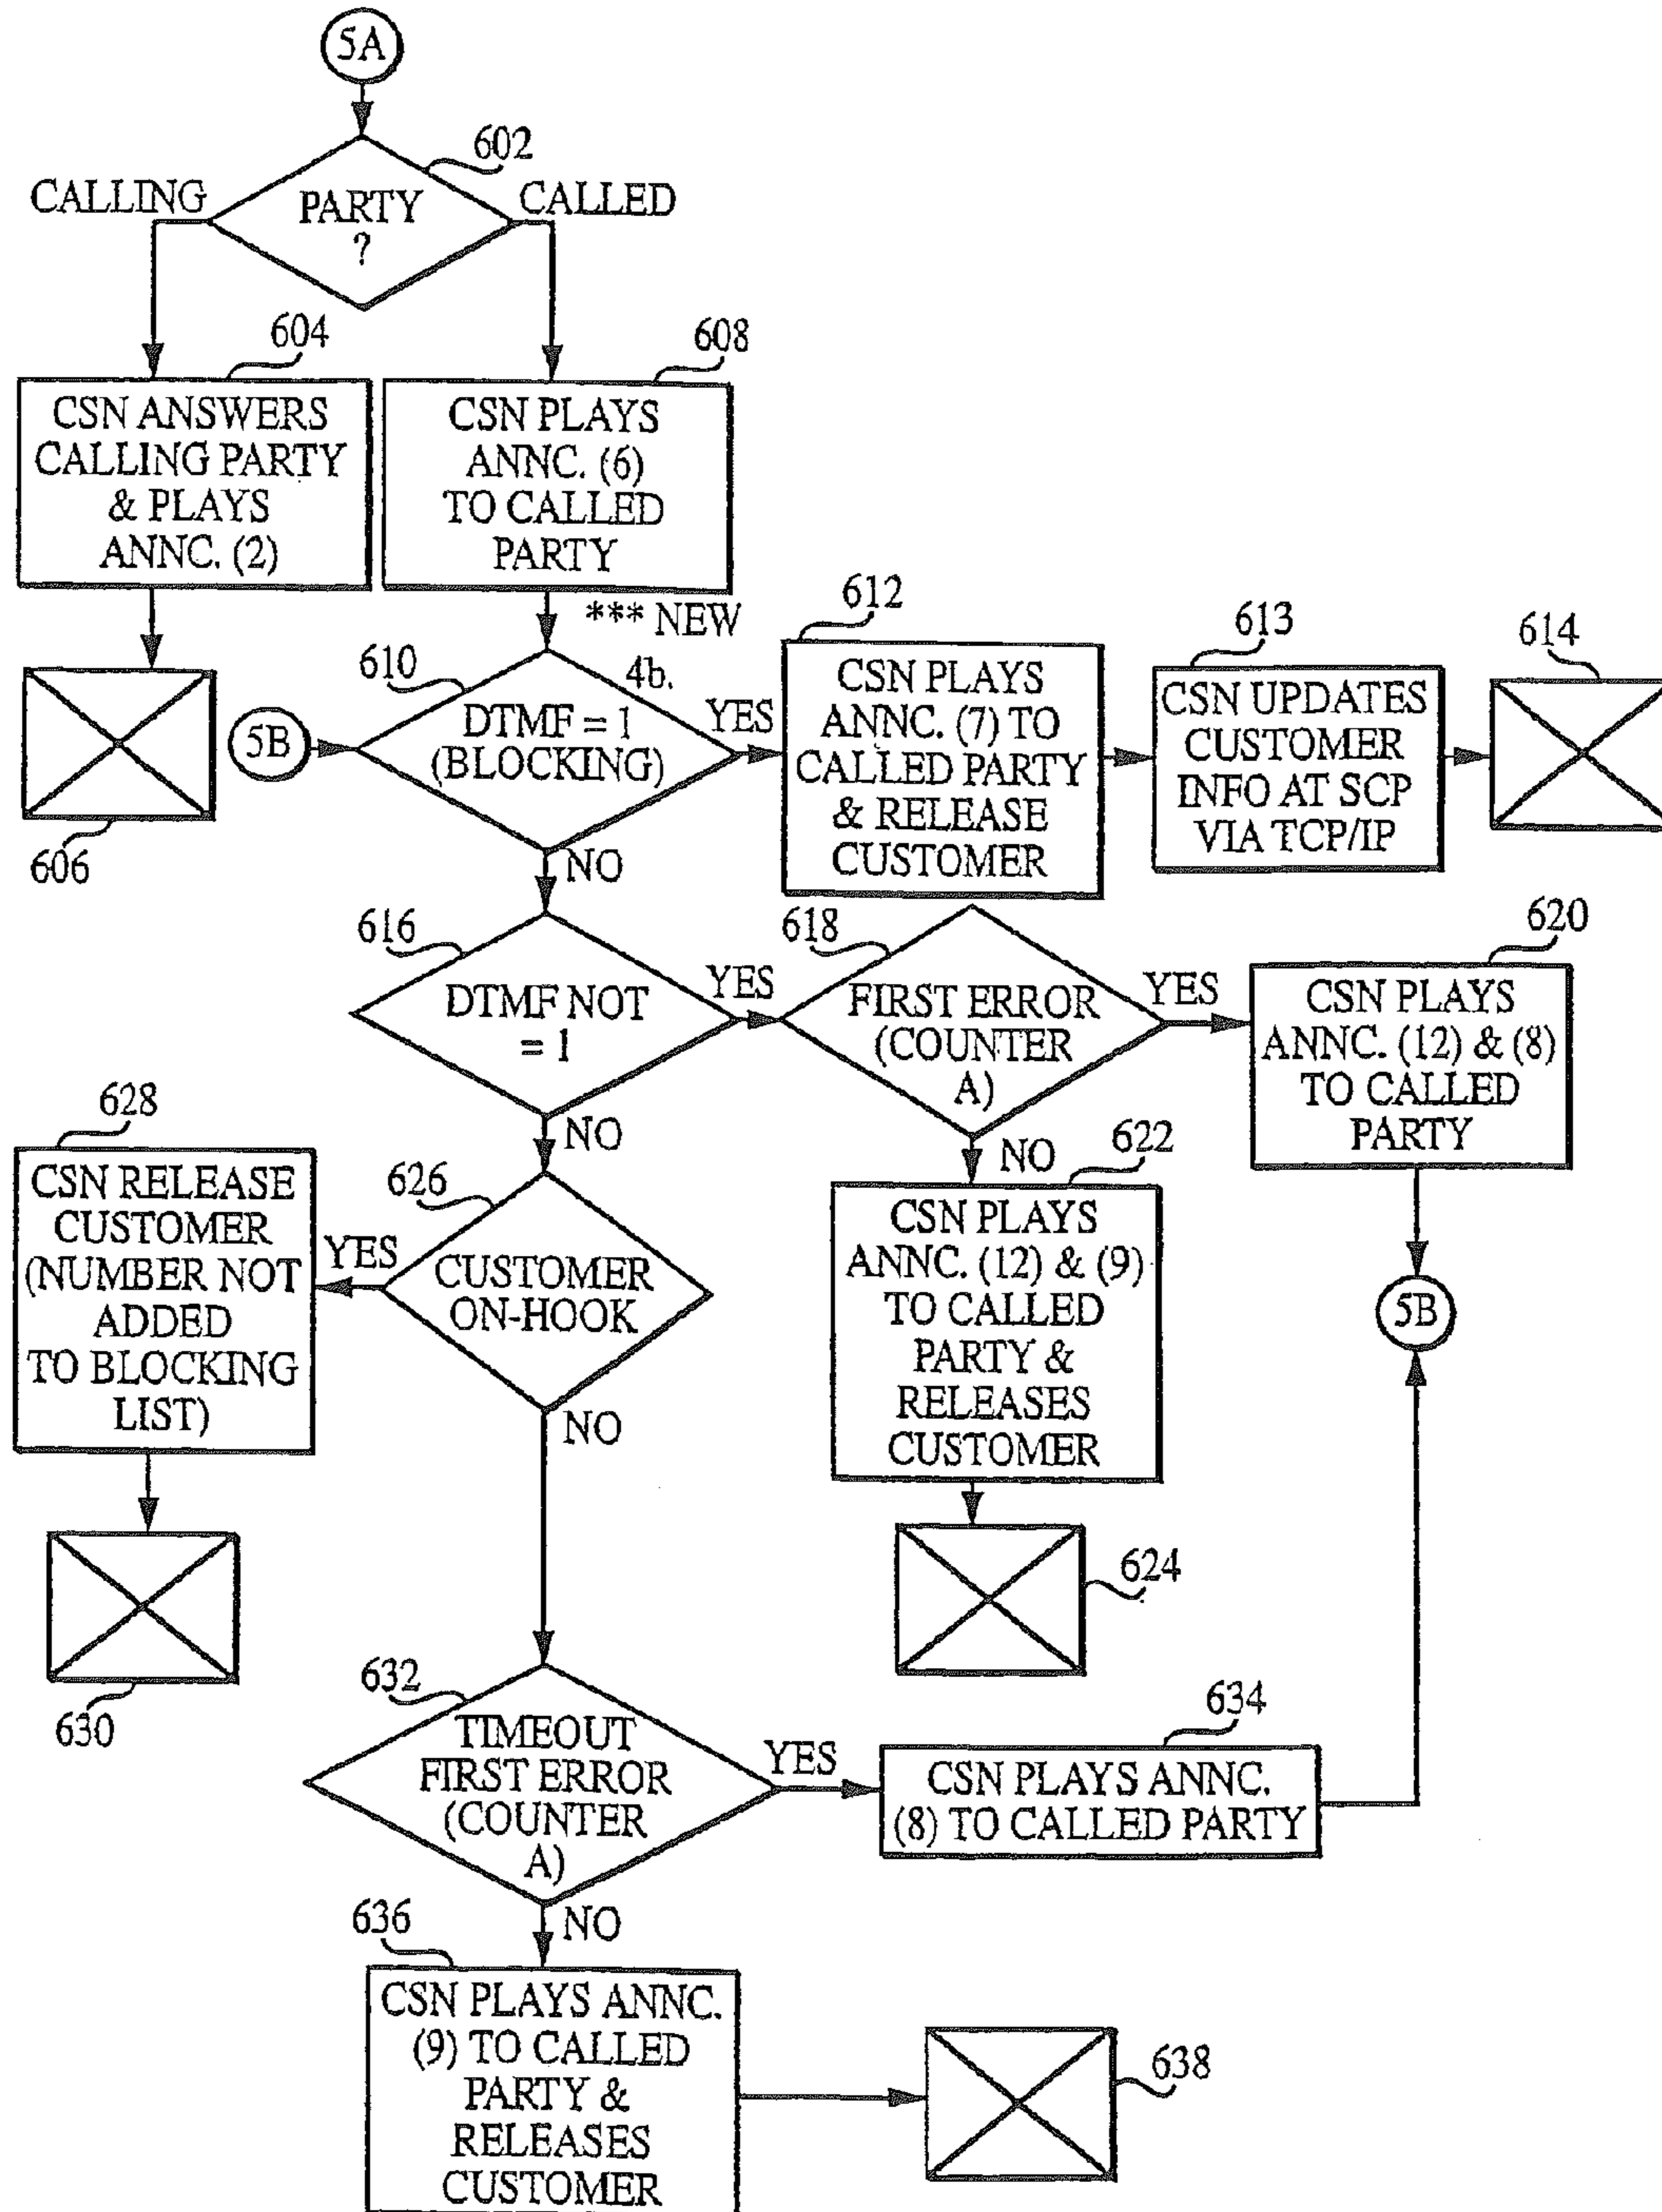 5A
602
CALLING
PARTY
?
CALLED
604
CSN ANSWERS
CALLING PARTY
& PLAYS
ANNC. (2)
608
CSN PLAYS
ANNC. (6)
TO CALLED
PARTY
*** NEW
606
5B
610
4b.
DTMF = 1
(BLOCKING)
YES
NO
612
CSN PLAYS
ANNC. (7) TO
CALLED PARTY
& RELEASE
CUSTOMER
613
CSN UPDATES
CUSTOMER
INFO AT SCP
VIA TCP/IP
614
616
DTMF NOT
= 1
YES
NO
618
FIRST ERROR
(COUNTER
A)
YES
NO
620
CSN PLAYS
ANNC. (12) & (8)
TO CALLED
PARTY
5B
622
CSN PLAYS
ANNC. (12) & (9)
TO CALLED
PARTY &
RELEASES
CUSTOMER
624
626
CUSTOMER
ON-HOOK
YES
NO
628
CSN RELEASE
CUSTOMER
(NUMBER NOT
ADDED
TO BLOCKING
LIST)
630
632
TIMEOUT
FIRST ERROR
(COUNTER
A)
YES
NO
634
CSN PLAYS ANNC.
(8) TO CALLED PARTY
636
CSN PLAYS ANNC.
(9) TO CALLED
PARTY &
RELEASES
CUSTOMER
638